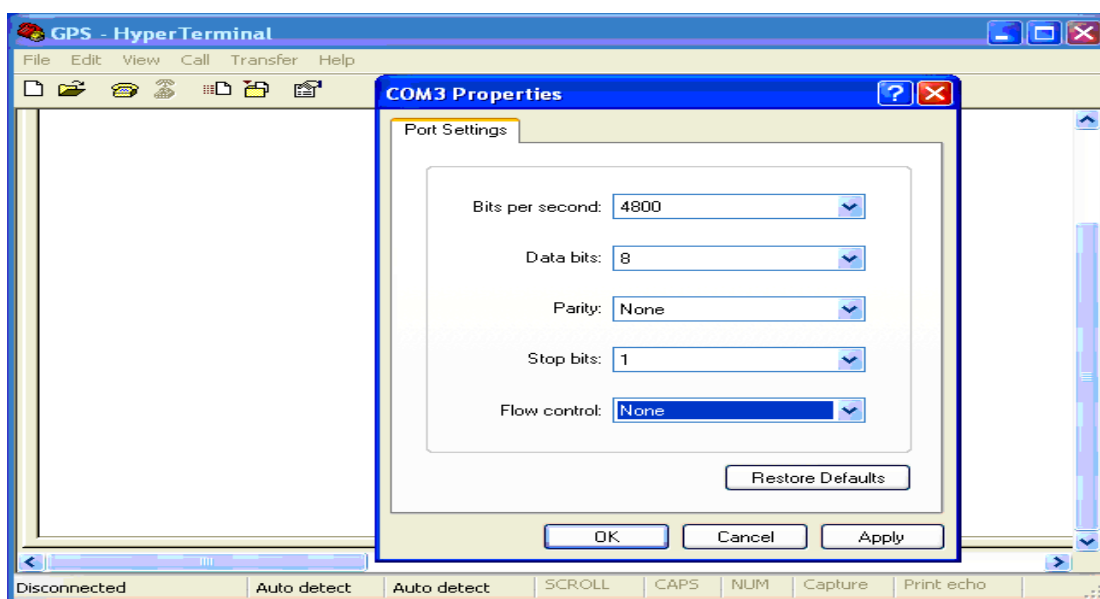 GPS - HyperTerminal
File Edit View Call Transfer Help
COM3 Properties
Port Settings
Bits per second: 4800
Data bits: 8
Parity: None
Stop bits: 1
Flow control: None
Restore Defaults
OK Cancel Apply
Disconnected Auto detect Auto detect SCROLL CAPS NUM Capture Print echo